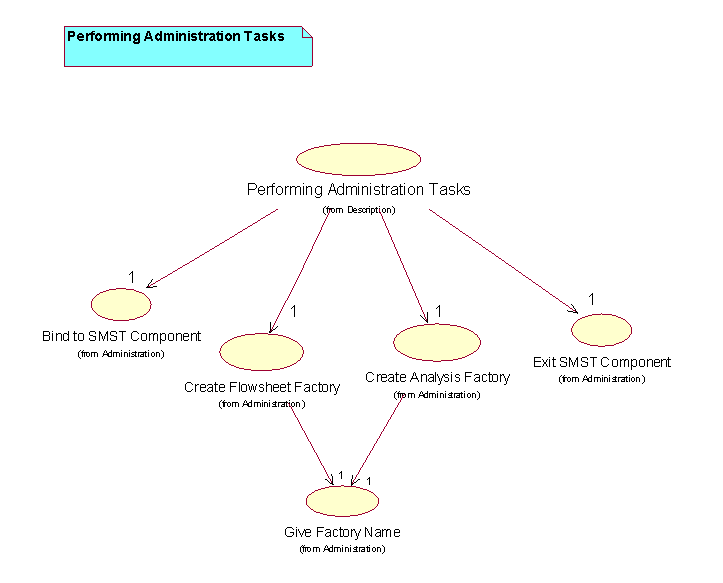 Performing Administration Tasks
Performing Administration Tasks
(from Description)
1
1
1
1
Bind to SMST Component
(from Administration)
Create Flowsheet Factory
(from Administration)
Create Analysis Factory
(from Administration)
Exit SMST Component
(from Administration)
1
1
Give Factory Name
(from Administration)